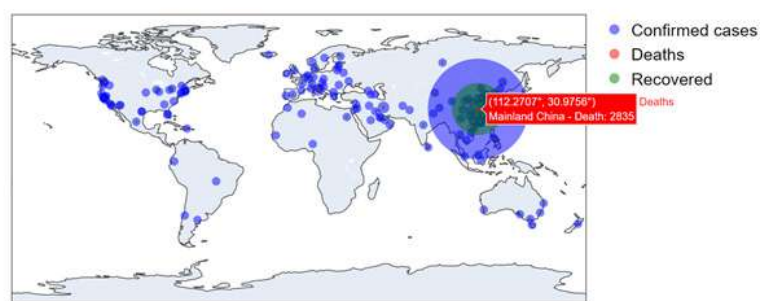 Confirmed cases
Deaths
Recovered
(112.2707°, 30.9756°)
Mainland China - Death: 2835
Deaths